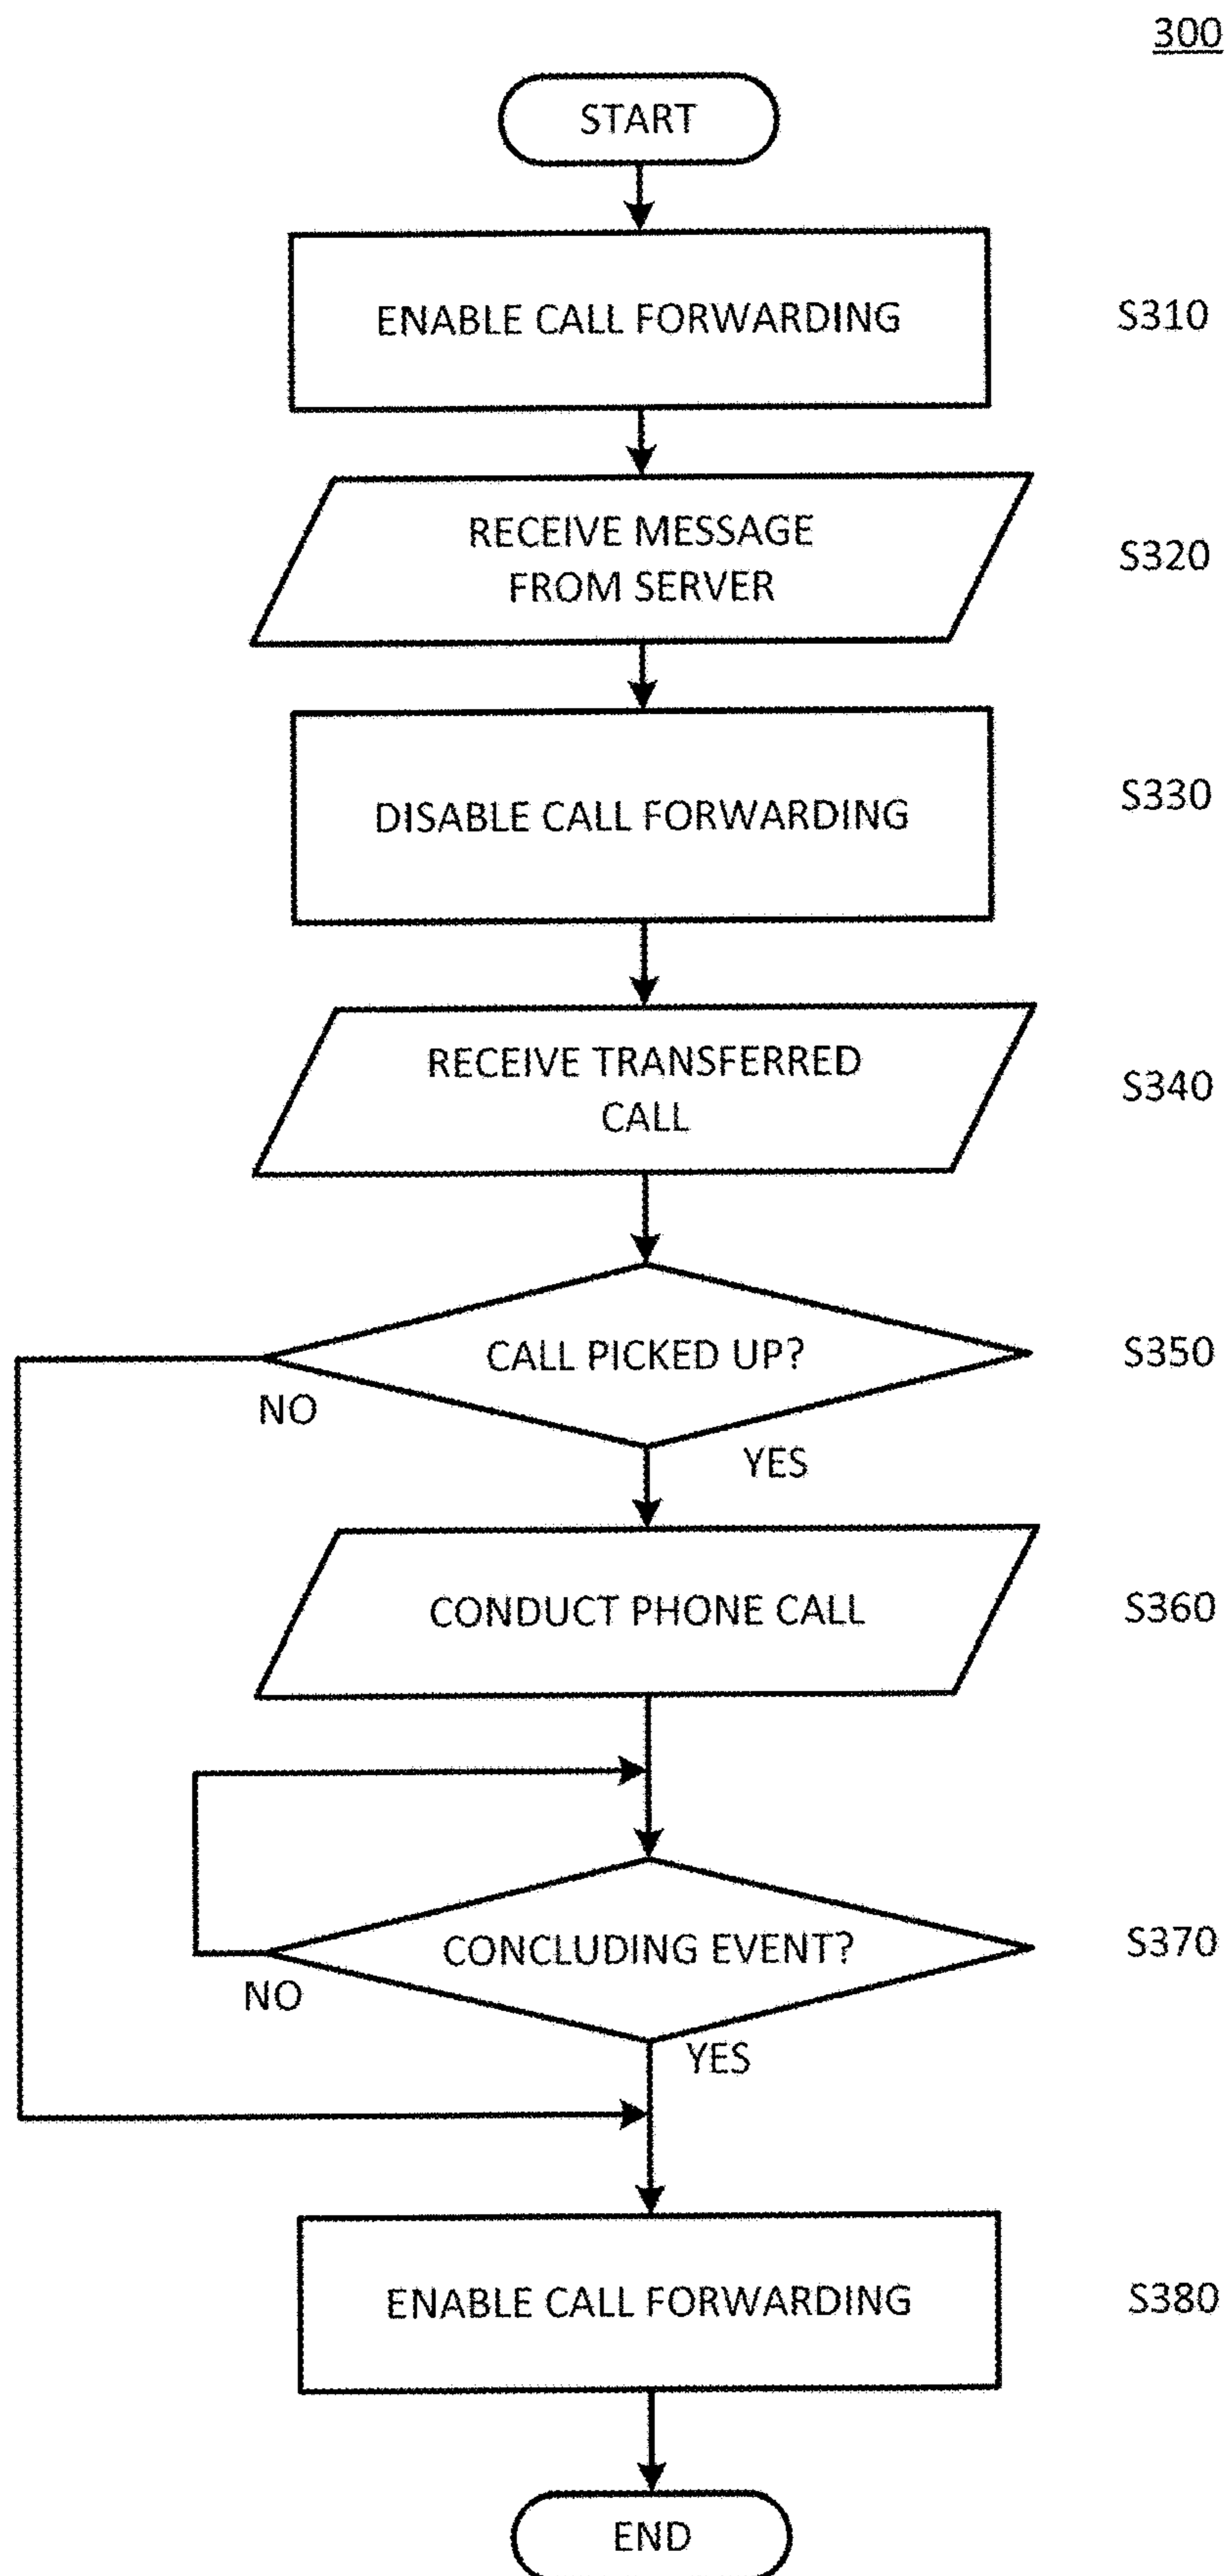 300
START
ENABLE CALL FORWARDING
S310
RECEIVE MESSAGE
FROM SERVER
S320
DISABLE CALL FORWARDING
S330
RECEIVE TRANSFERRED
CALL
S340
CALL PICKED UP?
S350
NO
YES
CONDUCT PHONE CALL
S360
CONCLUDING EVENT?
S370
NO
YES
ENABLE CALL FORWARDING
S380
END